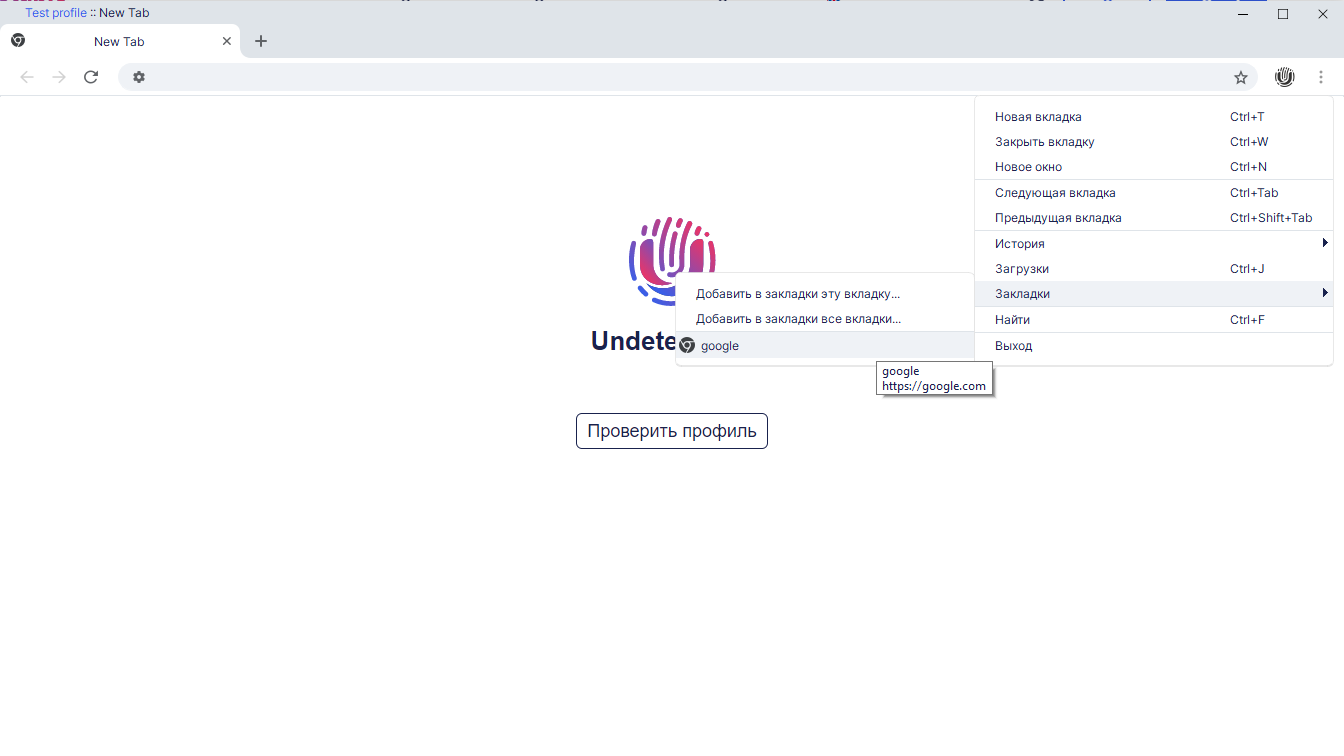 Test profile :: New Tab
New Tab
Новая вкладка Ctrl+T
Закрыть вкладку Ctrl+W
Новое окно Ctrl+N
Следующая вкладка Ctrl+Tab
Предыдущая вкладка Ctrl+Shift+Tab
История
Загрузки Ctrl+J
Закладки
Найти Ctrl+F
Выход
Добавить в закладки эту вкладку...
Добавить в закладки все вкладки...
google
google
https://google.com
Undete
Проверить профиль